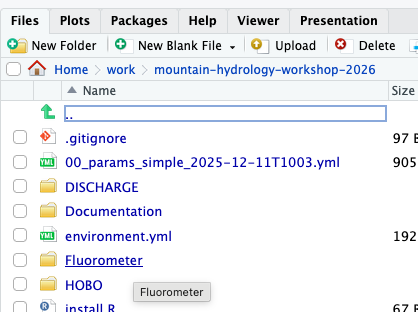 Files Plots Packages Help Viewer Presentation
New Folder New Blank File Upload Delete
Home work mountain-hydrology-workshop-2026
Name Size
..
.gitignore 97 B
00_params_simple_2025-12-11T1003.yml 905
DISCHARGE
Documentation
environment.yml 192
Fluorometer
HOBO
Fluorometer
install.R 67 B